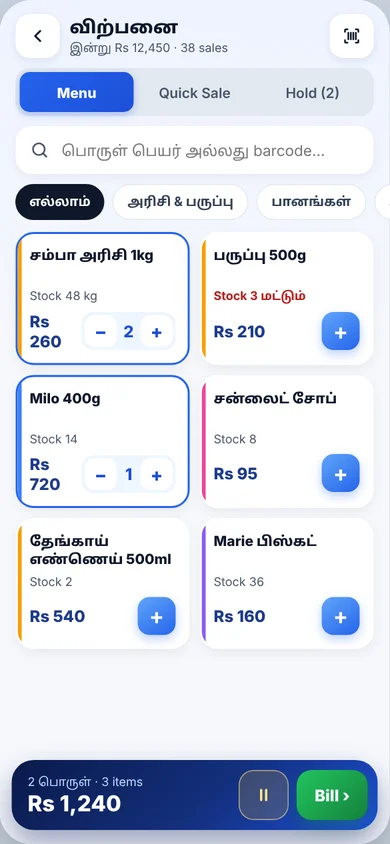 விற்பனை
இன்று Rs 12,450 · 38 sales
Menu
Quick Sale
Hold (2)
பொருள் பெயர் அல்லது barcode...
எல்லாம்
அரிசி & பருப்பு
பானங்கள்
சம்பா அரிசி 1kg
Stock 48 kg
Rs
260
− 2 +
பருப்பு 500g
Stock 3 மட்டும்
Rs 210
+
Milo 400g
Stock 14
Rs
720
− 1 +
சன்லைட் சோப்
Stock 8
Rs 95
+
தேங்காய்
எண்ணெய் 500ml
Stock 2
Rs 540
+
Marie பிஸ்கட்
Stock 36
Rs 160
+
2 பொருள் · 3 items
Rs 1,240
Bill ›